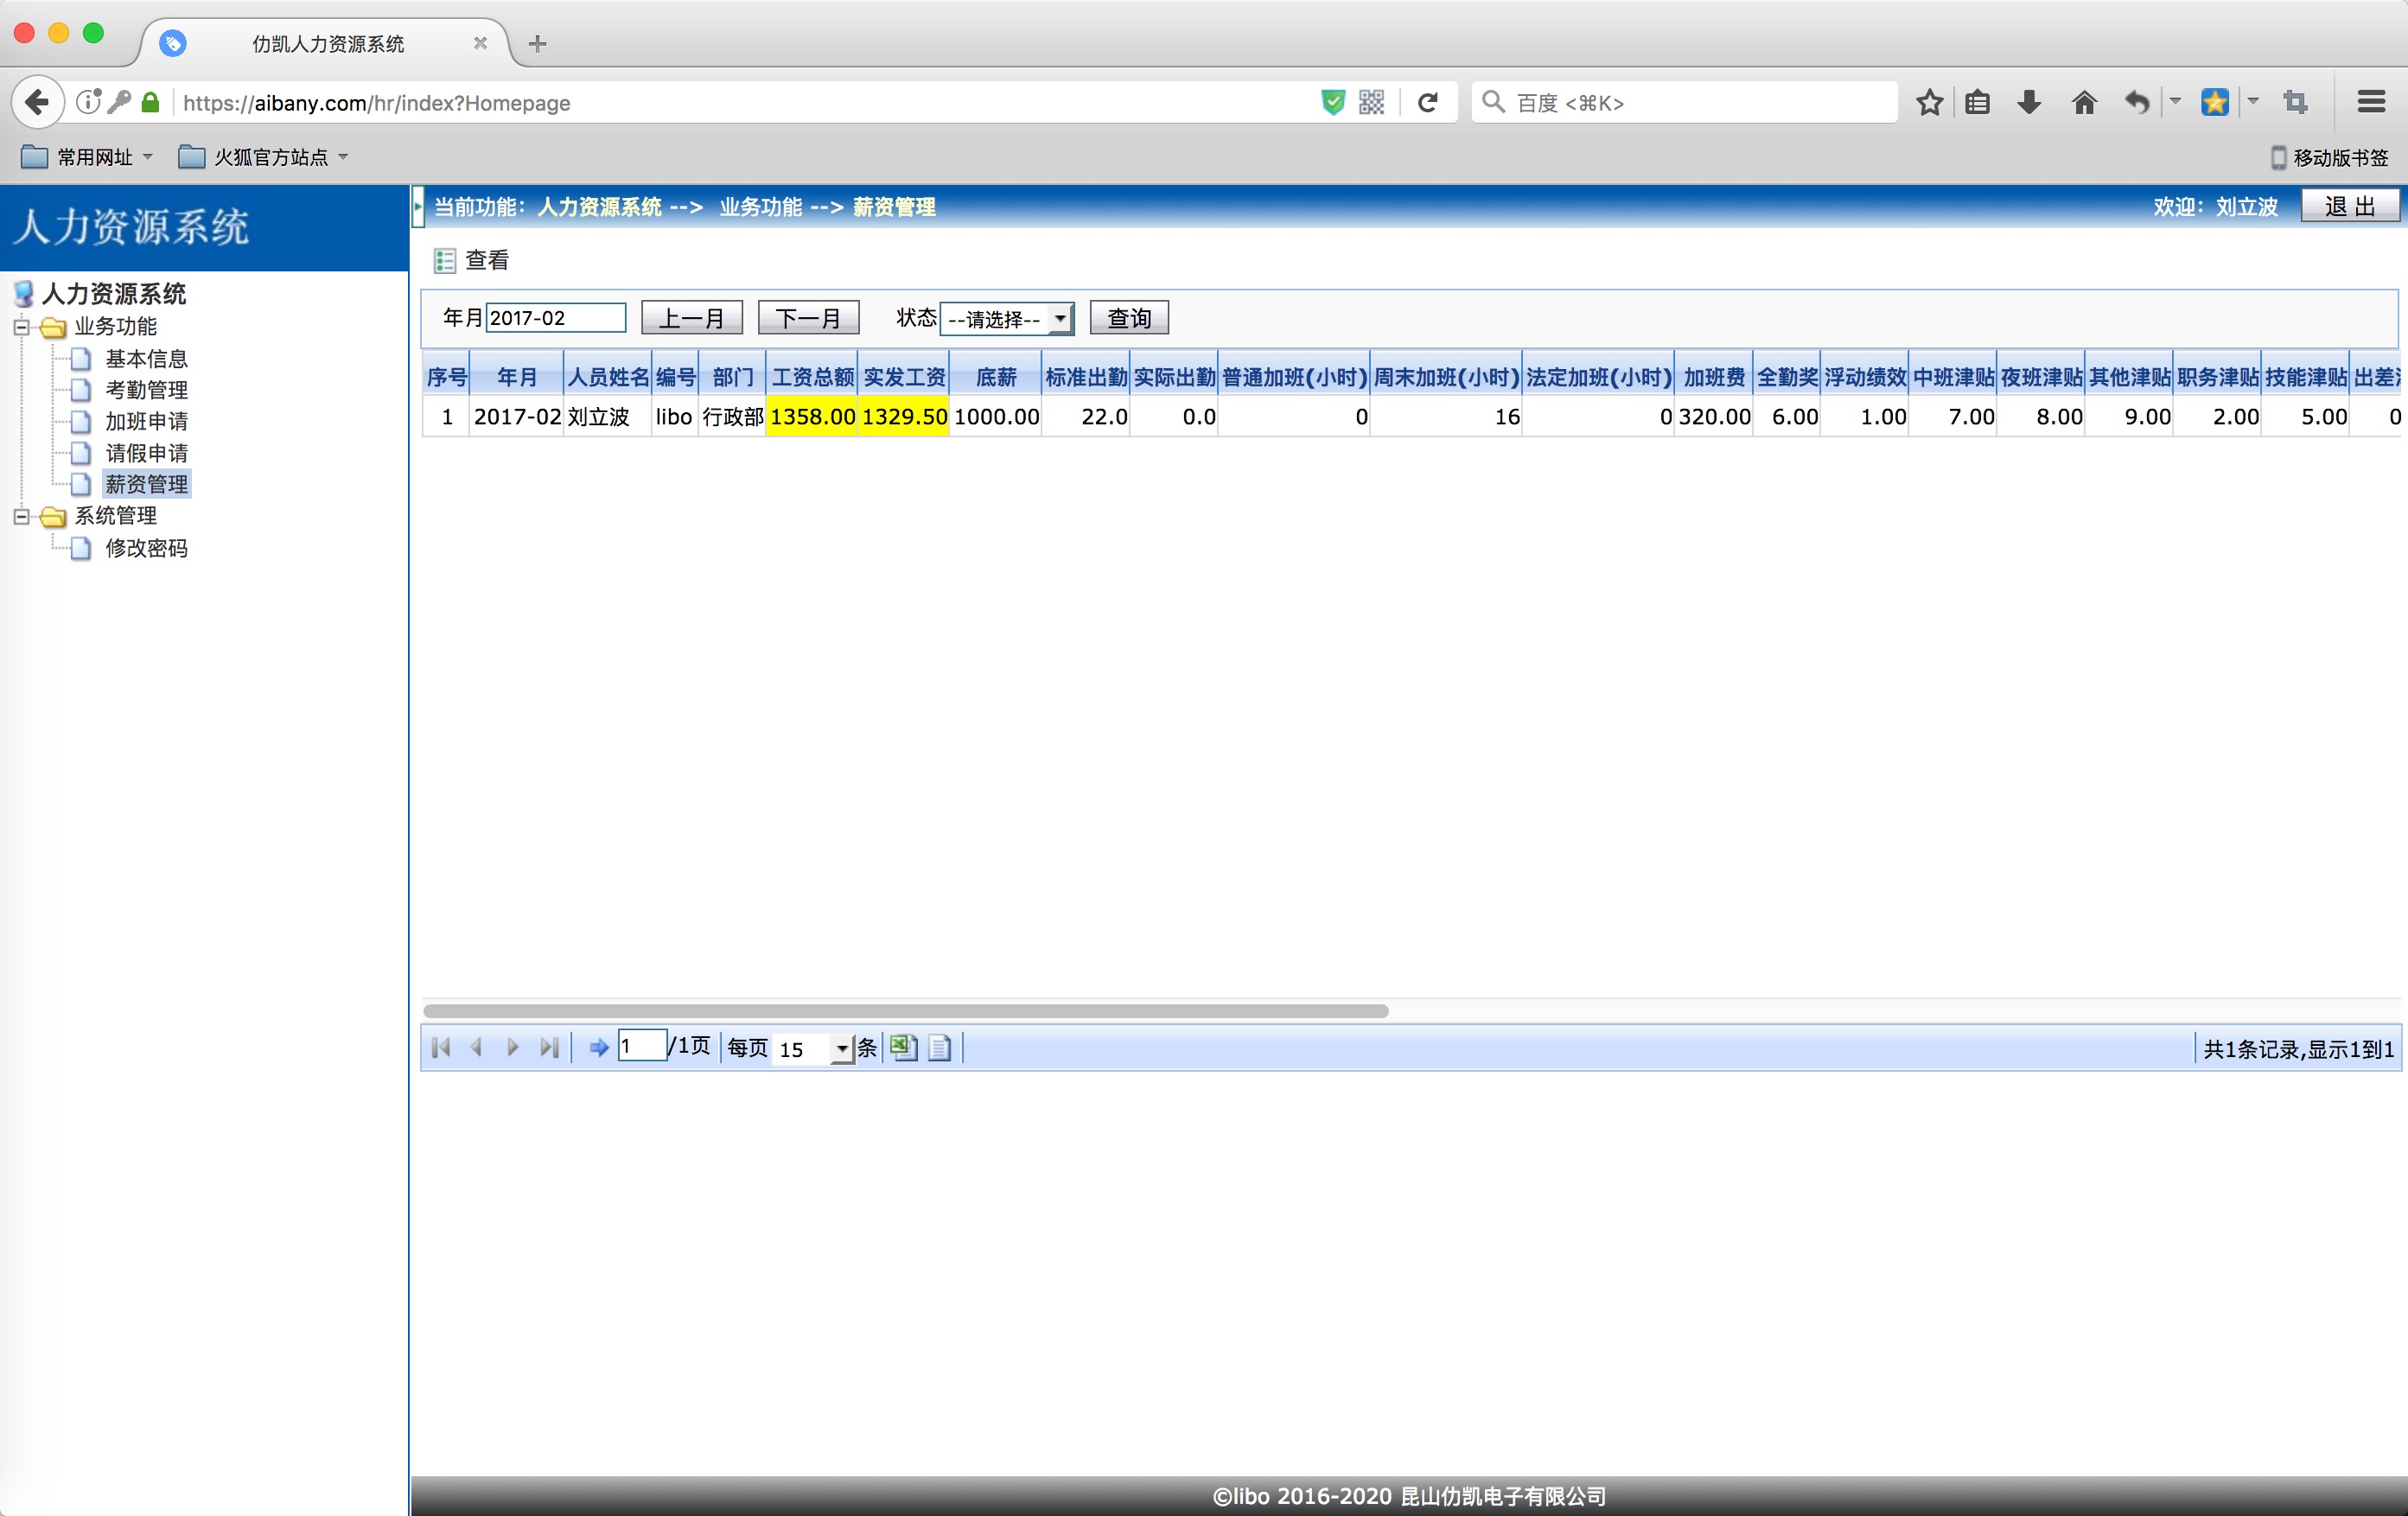 仂凯人力资源系统
https://aibany.com/hr/index?Homepage
百度 <⌘K>
常用网址 火狐官方站点 移动版书签
人力资源系统
当前功能：人力资源系统 --> 业务功能 --> 薪资管理 欢迎：刘立波 退 出
人力资源系统
业务功能
基本信息
考勤管理
加班申请
请假申请
薪资管理
系统管理
修改密码
查看
年月 2017-02 上一月 下一月 状态 --请选择-- 查询
序号 年月 人员姓名 编号 部门 工资总额 实发工资 底薪 标准出勤 实际出勤 普通加班(小时) 周末加班(小时) 法定加班(小时) 加班费 全勤奖 浮动绩效 中班津贴 夜班津贴 其他津贴 职务津贴 技能津贴 出差
1 2017-02 刘立波 libo 行政部 1358.00 1329.50 1000.00 22.0 0.0 0 16 0 320.00 6.00 1.00 7.00 8.00 9.00 2.00 5.00 0
1 /1页 每页 15 条 共1条记录,显示1到1
©libo 2016-2020 昆山仂凯电子有限公司